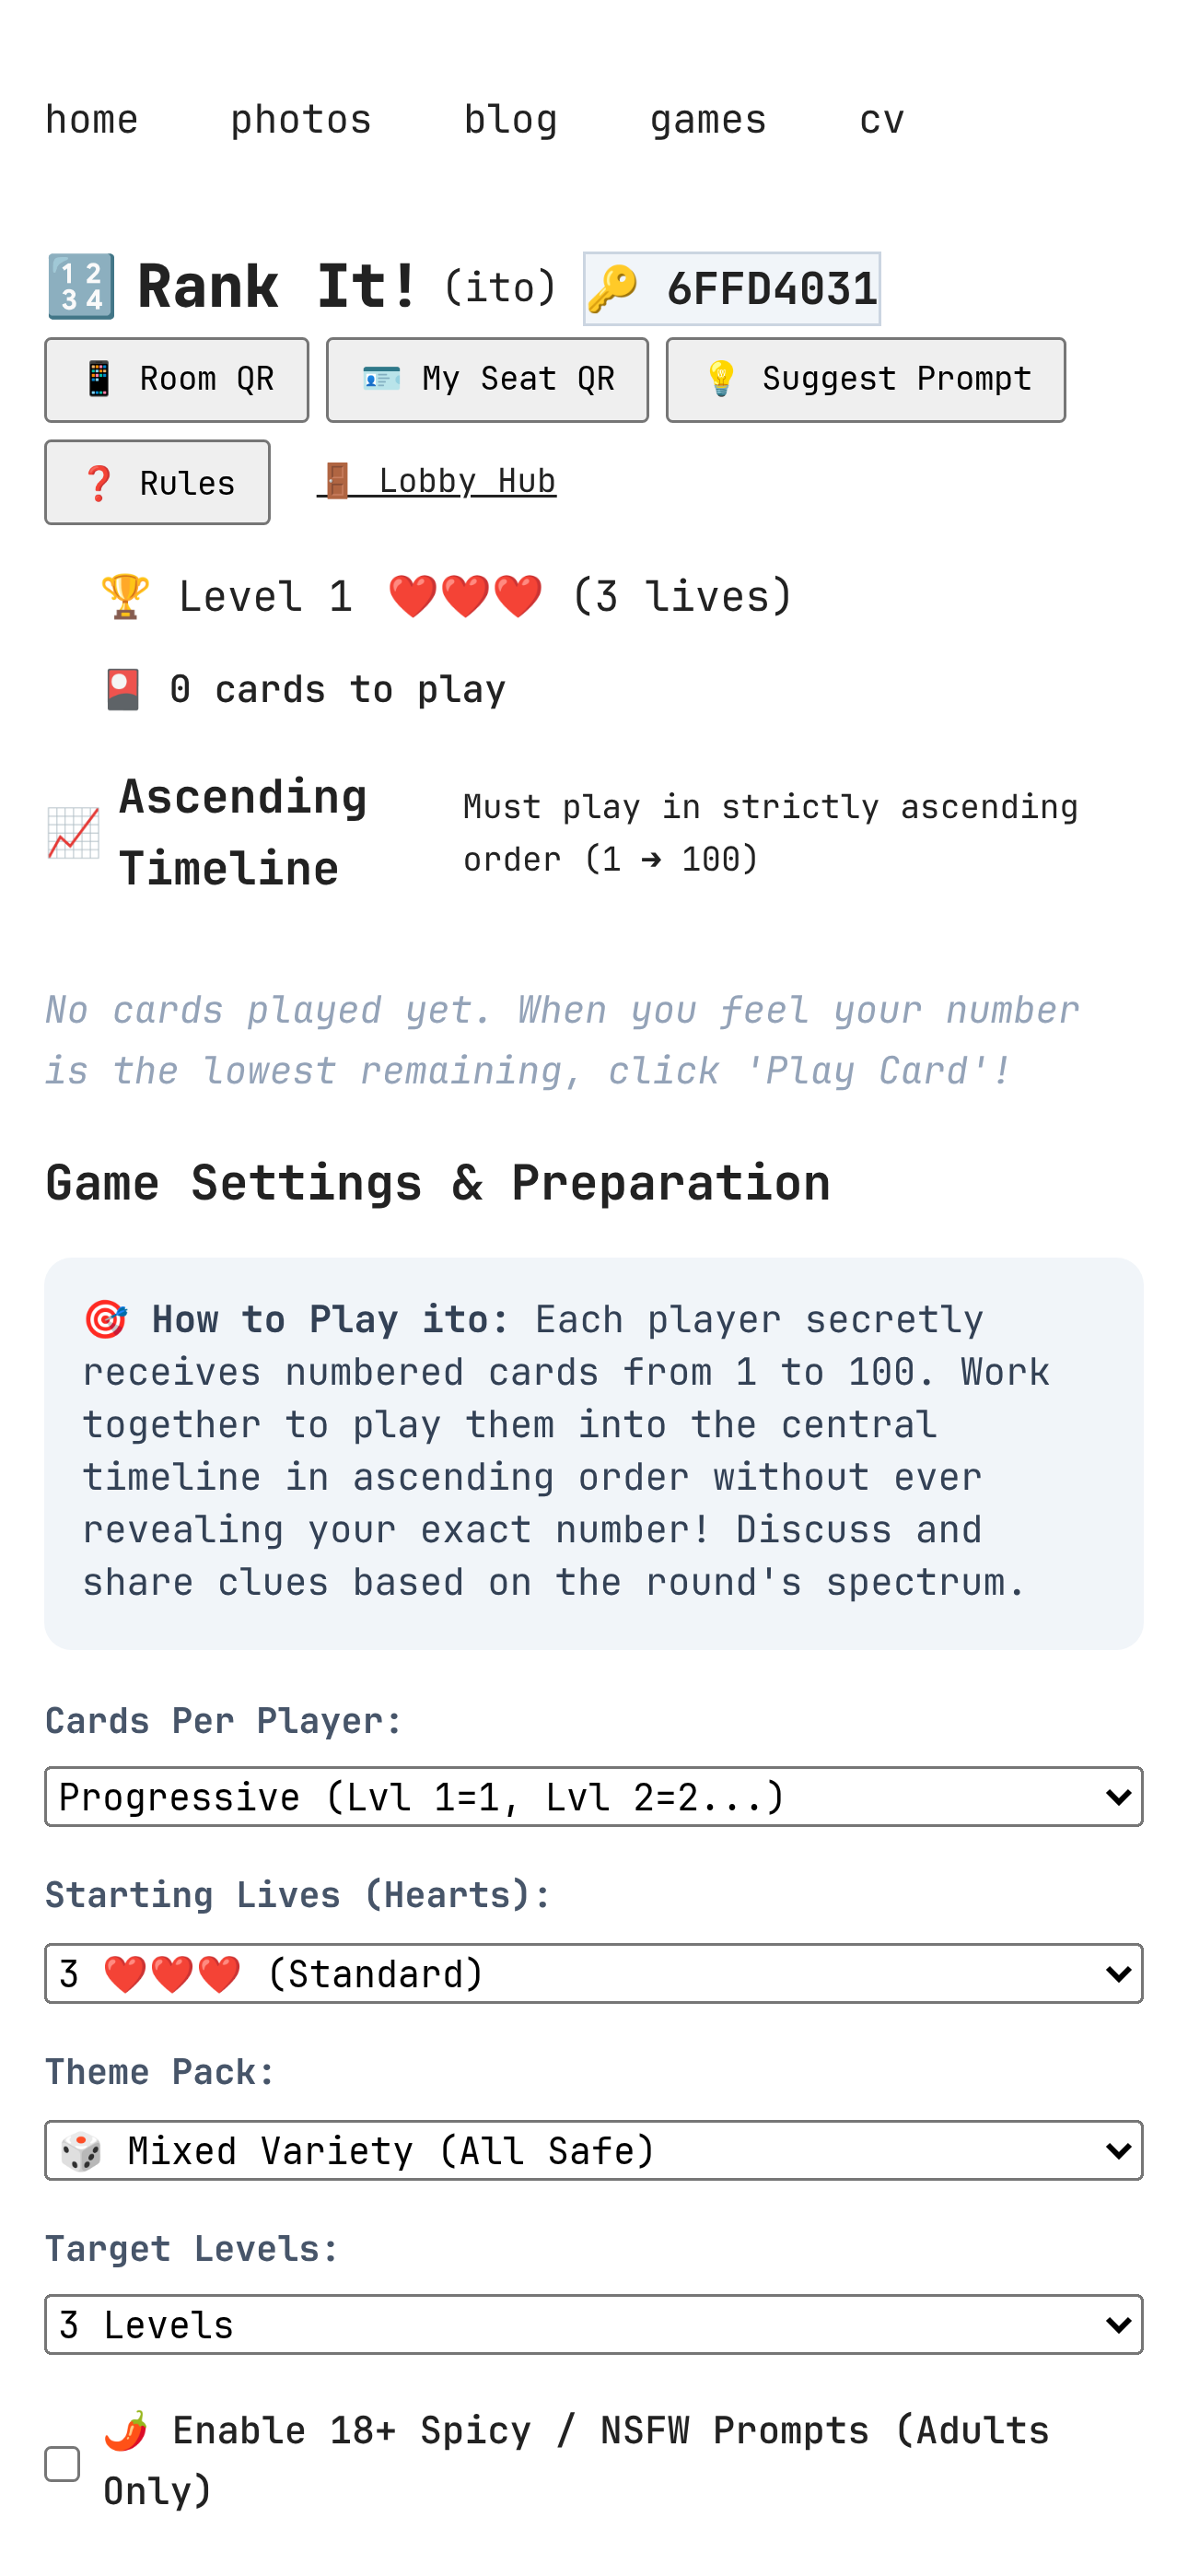 home photos blog games cv
🔢 Rank It! (ito) 🔑 6FFD4031
📱 Room QR 🪪 My Seat QR 💡 Suggest Prompt
❓ Rules 🚪 Lobby Hub
🏆 Level 1 ❤️❤️❤️ (3 lives)
🎴 0 cards to play
📈 Ascending Timeline
Must play in strictly ascending
order (1 ➔ 100)
No cards played yet. When you feel your number
is the lowest remaining, click 'Play Card'!
Game Settings & Preparation
🎯 How to Play ito: Each player secretly
receives numbered cards from 1 to 100. Work
together to play them into the central
timeline in ascending order without ever
revealing your exact number! Discuss and
share clues based on the round's spectrum.
Cards Per Player:
Progressive (Lvl 1=1, Lvl 2=2...)
Starting Lives (Hearts):
3 ❤️❤️❤️ (Standard)
Theme Pack:
🎲 Mixed Variety (All Safe)
Target Levels:
3 Levels
🌶️ Enable 18+ Spicy / NSFW Prompts (Adults
Only)